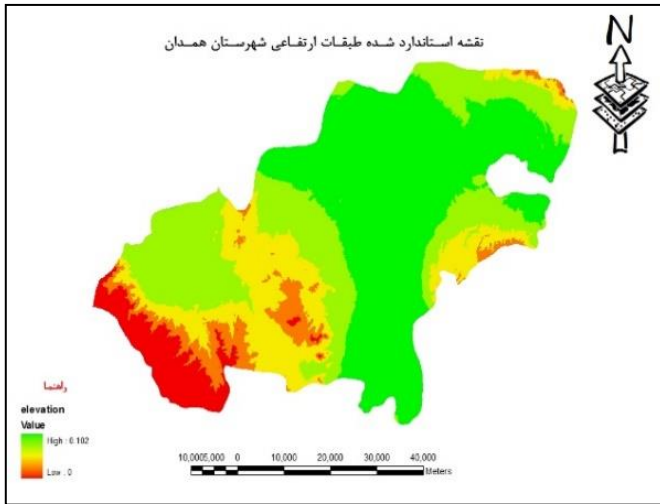 نقشه استاندارد شده طبقات ارتفاعی شهرستان همدان
N
راهنما
elevation
Value
High : 0.102
Low : 0
10,0005,000 0 10,000 20,000 30,000 40,000
Meters